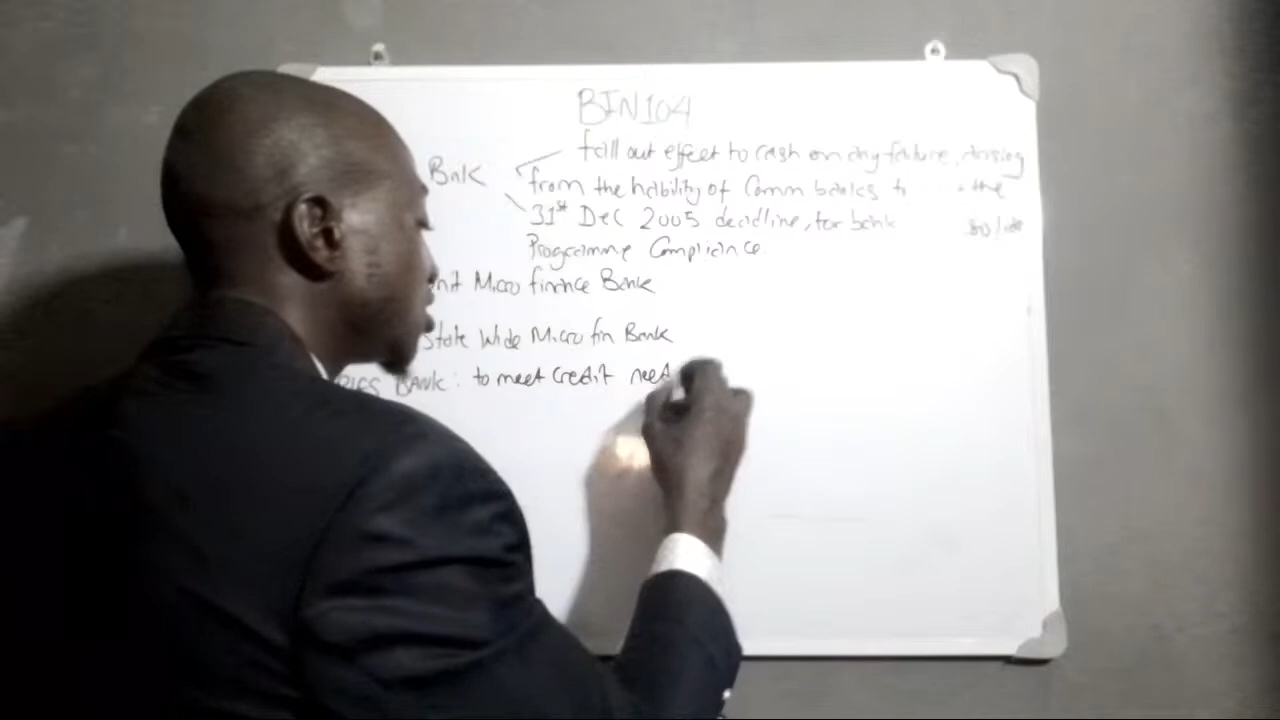 BFN104
fall out effect to cash on any failure, arising
Bank from the inability of Comm banks to the
31st Dec 2005 deadline, for bank
Programme Compliance
Unit Micro finance Bank
State Wide Micro fin Bank
BANK: to meet Credit need